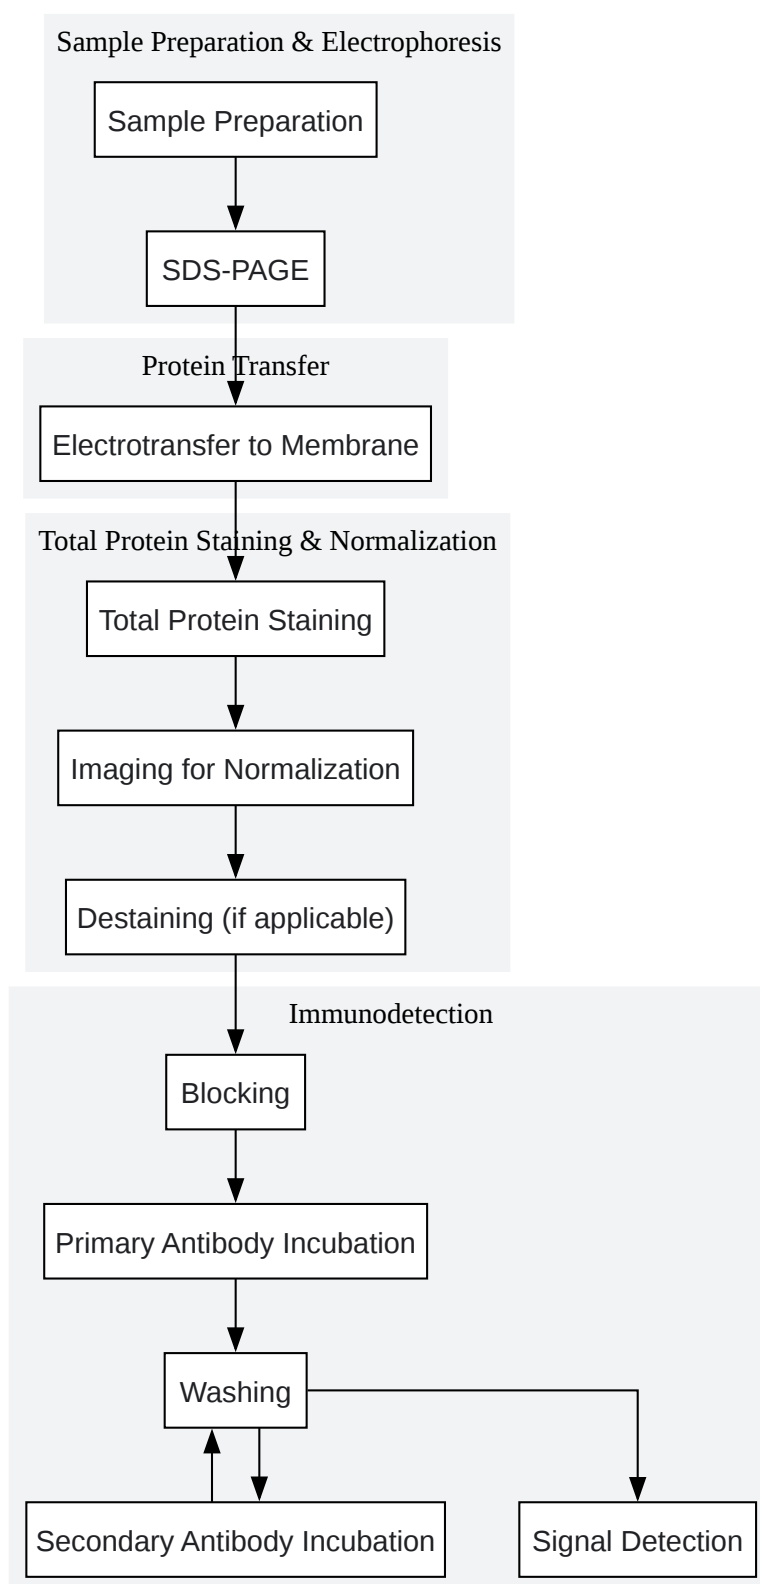 Sample Preparation & Electrophoresis
Sample Preparation
SDS-PAGE
Protein Transfer
Electrotransfer to Membrane
Total Protein Staining & Normalization
Total Protein Staining
Imaging for Normalization
Destaining (if applicable)
Immunodetection
Blocking
Primary Antibody Incubation
Washing
Secondary Antibody Incubation
Signal Detection